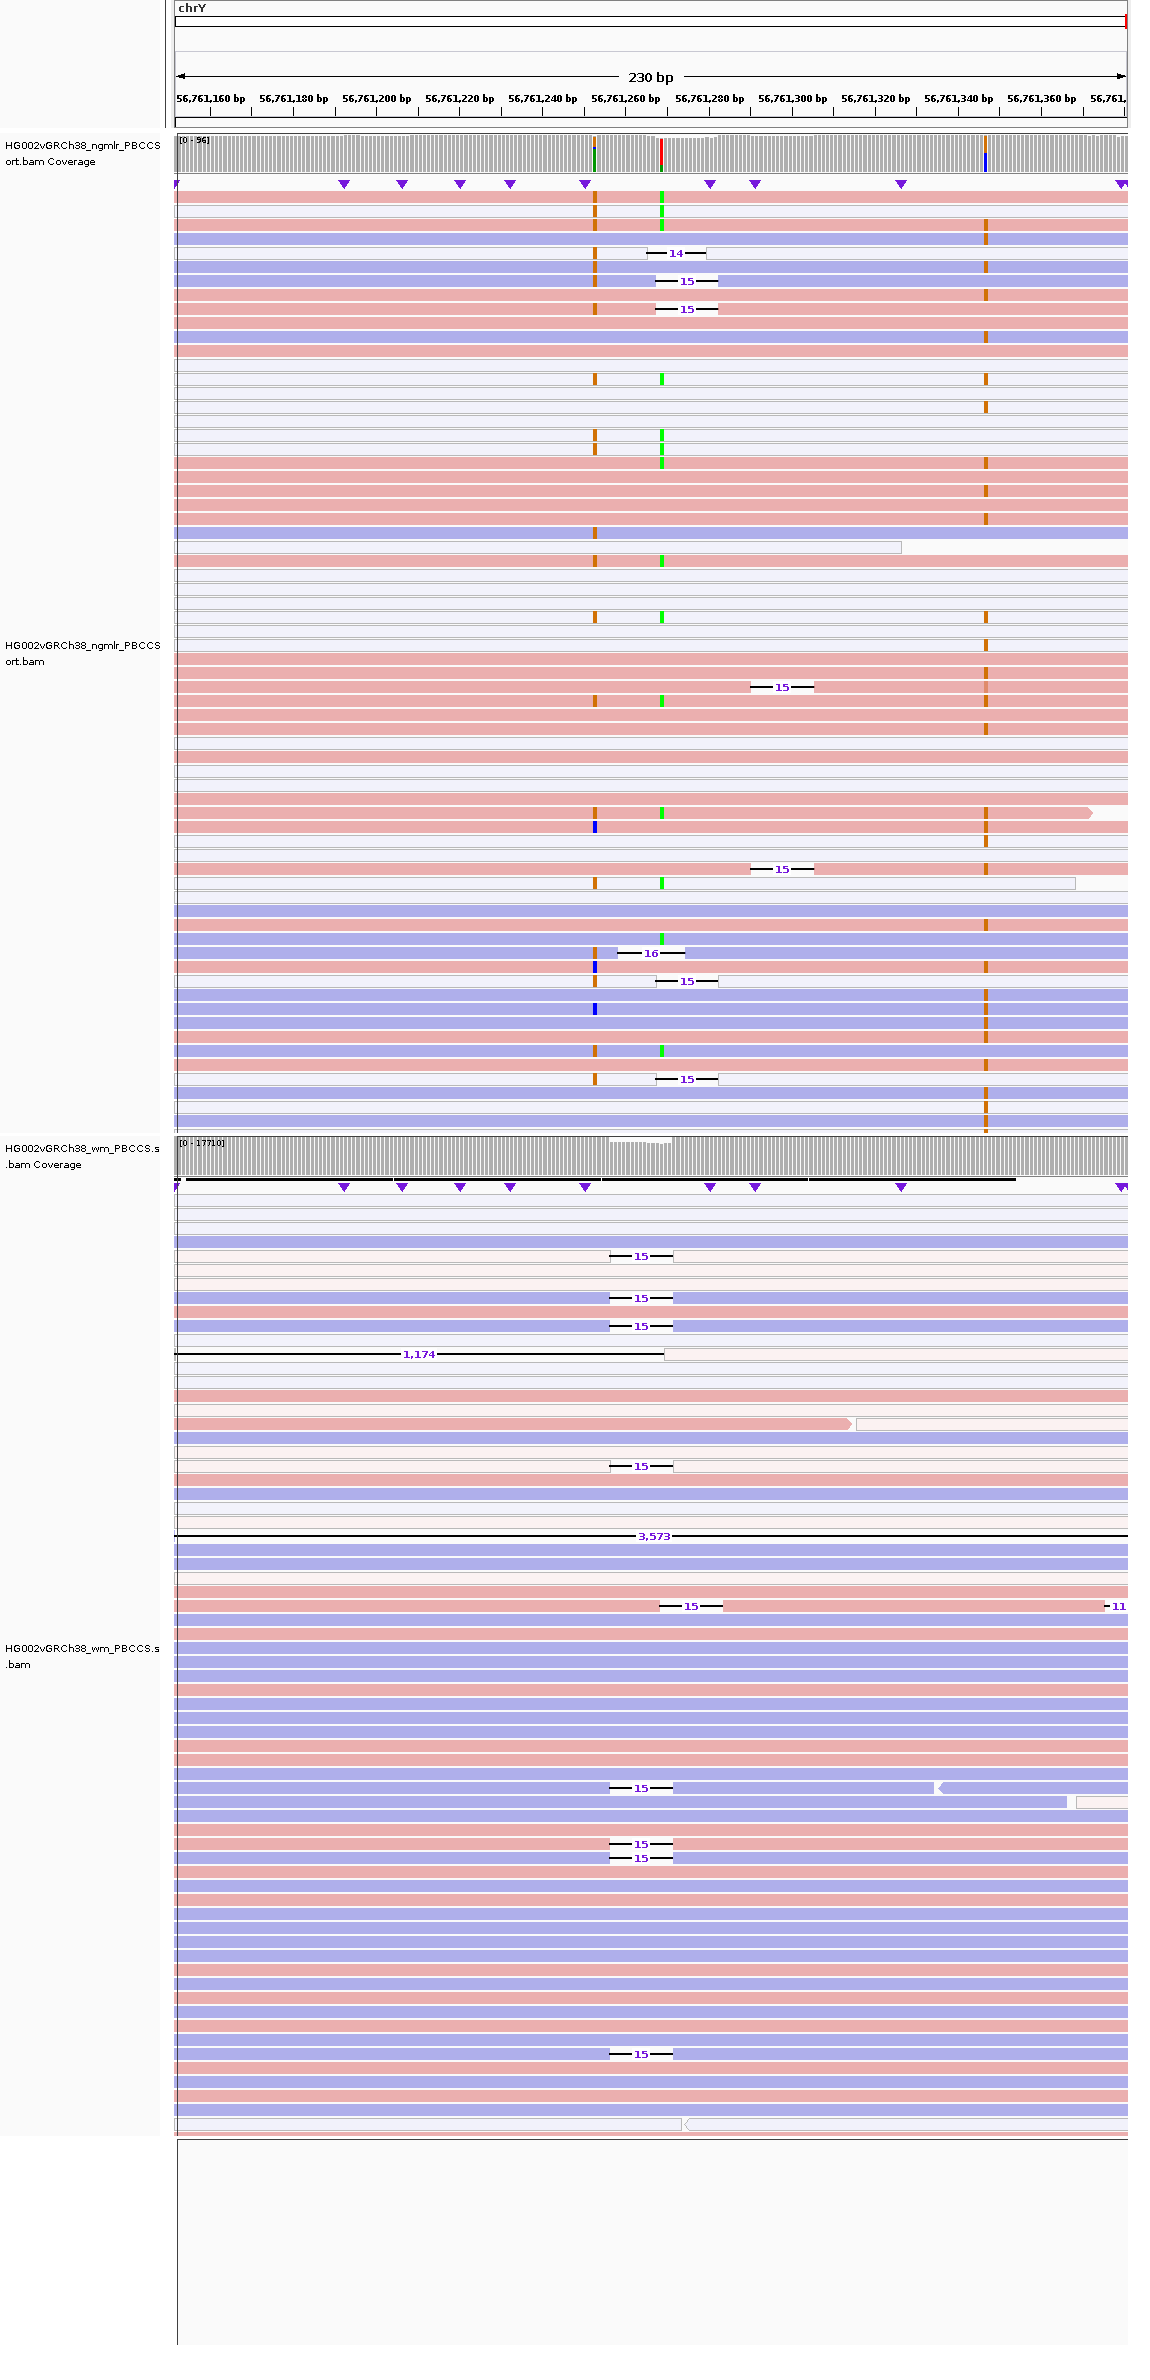 chrY
230 bp
56,761,160 bp 56,761,180 bp 56,761,200 bp 56,761,220 bp 56,761,240 bp 56,761,260 bp 56,761,280 bp 56,761,300 bp 56,761,320 bp 56,761,340 bp 56,761,360 bp 56,761,
HG002vGRCh38_ngmlr_PBCCS
ort.bam Coverage
[0 - 96]
14
15
15
HG002vGRCh38_ngmlr_PBCCS
ort.bam
15
15
16
15
15
HG002vGRCh38_wm_PBCCS.s
.bam Coverage
[0 - 17710]
15
15
15
1,174
15
3,573
15 11
HG002vGRCh38_wm_PBCCS.s
.bam
15
15
15
15